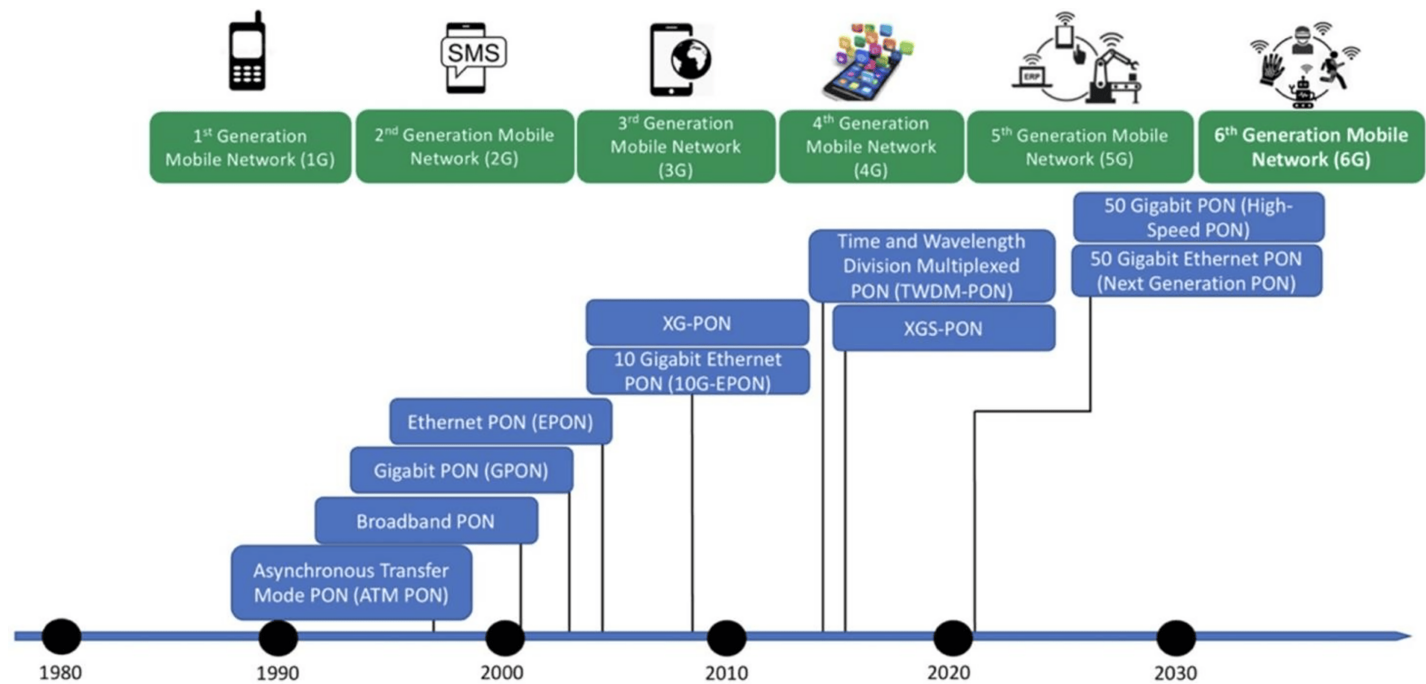 SMS
ERP
1st Generation
Mobile Network (1G)
2nd Generation Mobile
Network (2G)
3rd Generation
Mobile Network
(3G)
4th Generation
Mobile Network
(4G)
5th Generation Mobile
Network (5G)
6th Generation Mobile
Network (6G)
50 Gigabit PON (High-
Speed PON)
50 Gigabit Ethernet PON
(Next Generation PON)
Time and Wavelength
Division Multiplexed
PON (TWDM-PON)
XGS-PON
XG-PON
10 Gigabit Ethernet
PON (10G-EPON)
Ethernet PON (EPON)
Gigabit PON (GPON)
Broadband PON
Asynchronous Transfer
Mode PON (ATM PON)
1980
1990
2000
2010
2020
2030